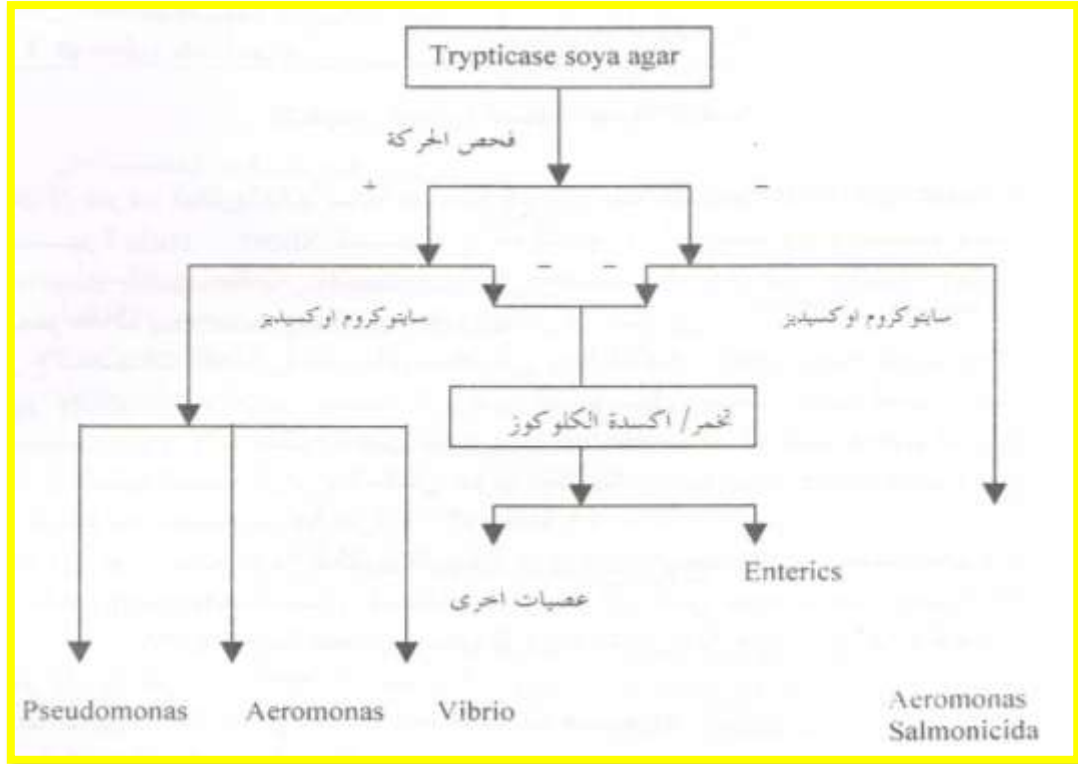 Trypticase soya agar
فحص الحركة
+
–
– –
سايتوكروم اوكسيديز
سايتوكروم اوكسيديز
تخمر/ اكسدة الكلوكوز
Enterics
عصيات اخرى
Pseudomonas
Aeromonas
Vibrio
Aeromonas
Salmonicida